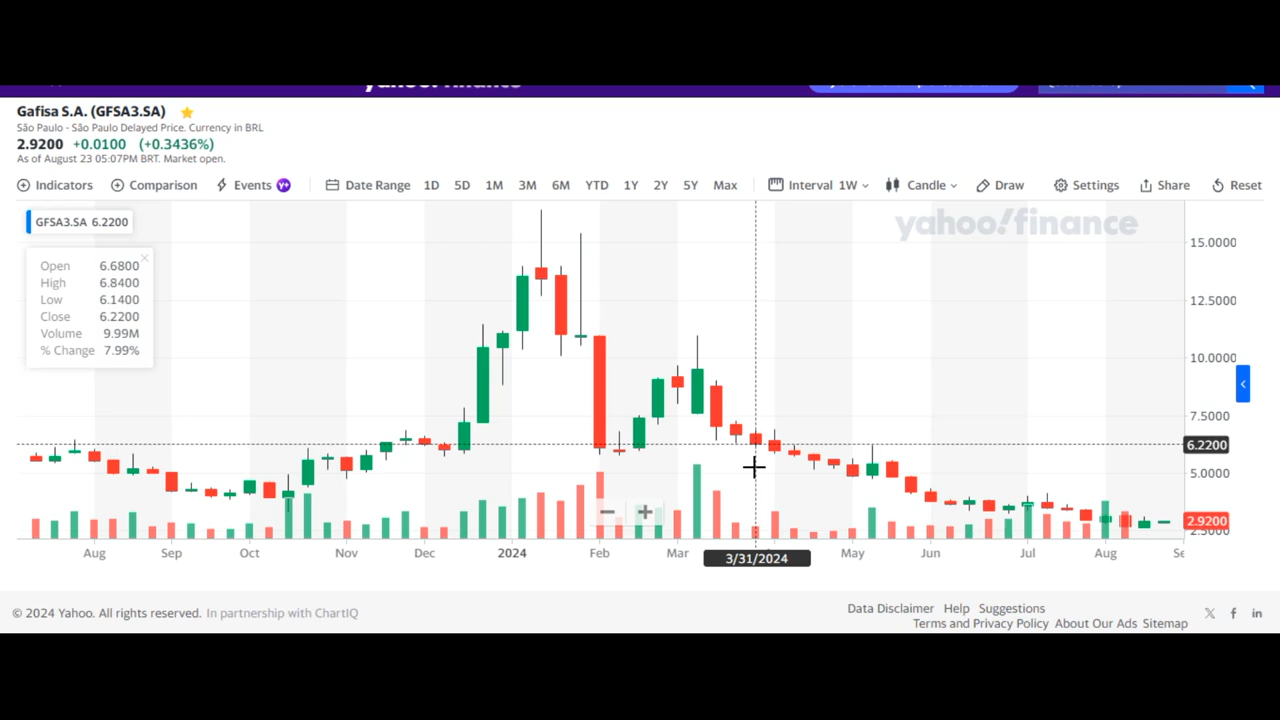 Gafisa S.A. (GFSA3.SA)
São Paulo - São Paulo Delayed Price. Currency in BRL
2.9200 +0.0100 (+0.3436%)
As of August 23 05:07PM BRT. Market open.
Indicators Comparison Events Y+ Date Range 1D 5D 1M 3M 6M YTD 1Y 2Y 5Y Max Interval 1W Candle Draw Settings Share Reset
GFSA3.SA 6.2200
yahoo!finance
Open 6.6800
High 6.8400
Low 6.1400
Close 6.2200
Volume 9.99M
% Change 7.99%
15.0000
12.5000
10.0000
7.5000
6.2200
5.0000
2.9200
2.5000
Aug Sep Oct Nov Dec 2024 Feb Mar 3/31/2024 May Jun Jul Aug Se
© 2024 Yahoo. All rights reserved. In partnership with ChartIQ
Data Disclaimer Help Suggestions
Terms and Privacy Policy About Our Ads Sitemap